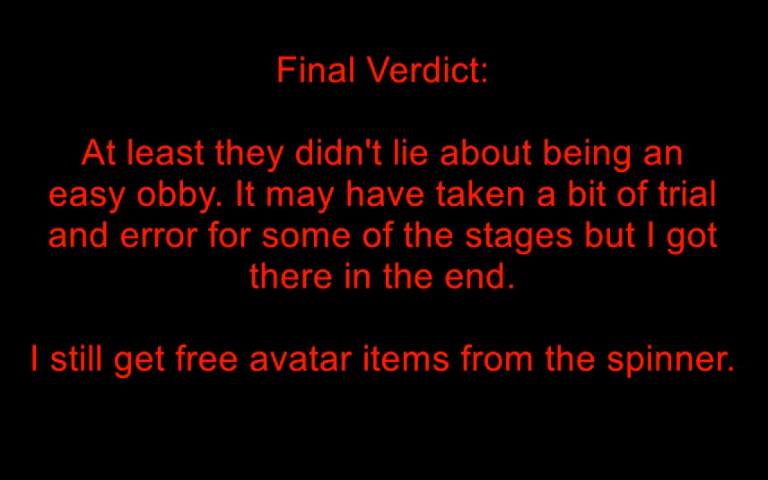 Final Verdict:
At least they didn't lie about being an
easy obby. It may have taken a bit of trial
and error for some of the stages but I got
there in the end.
I still get free avatar items from the spinner.